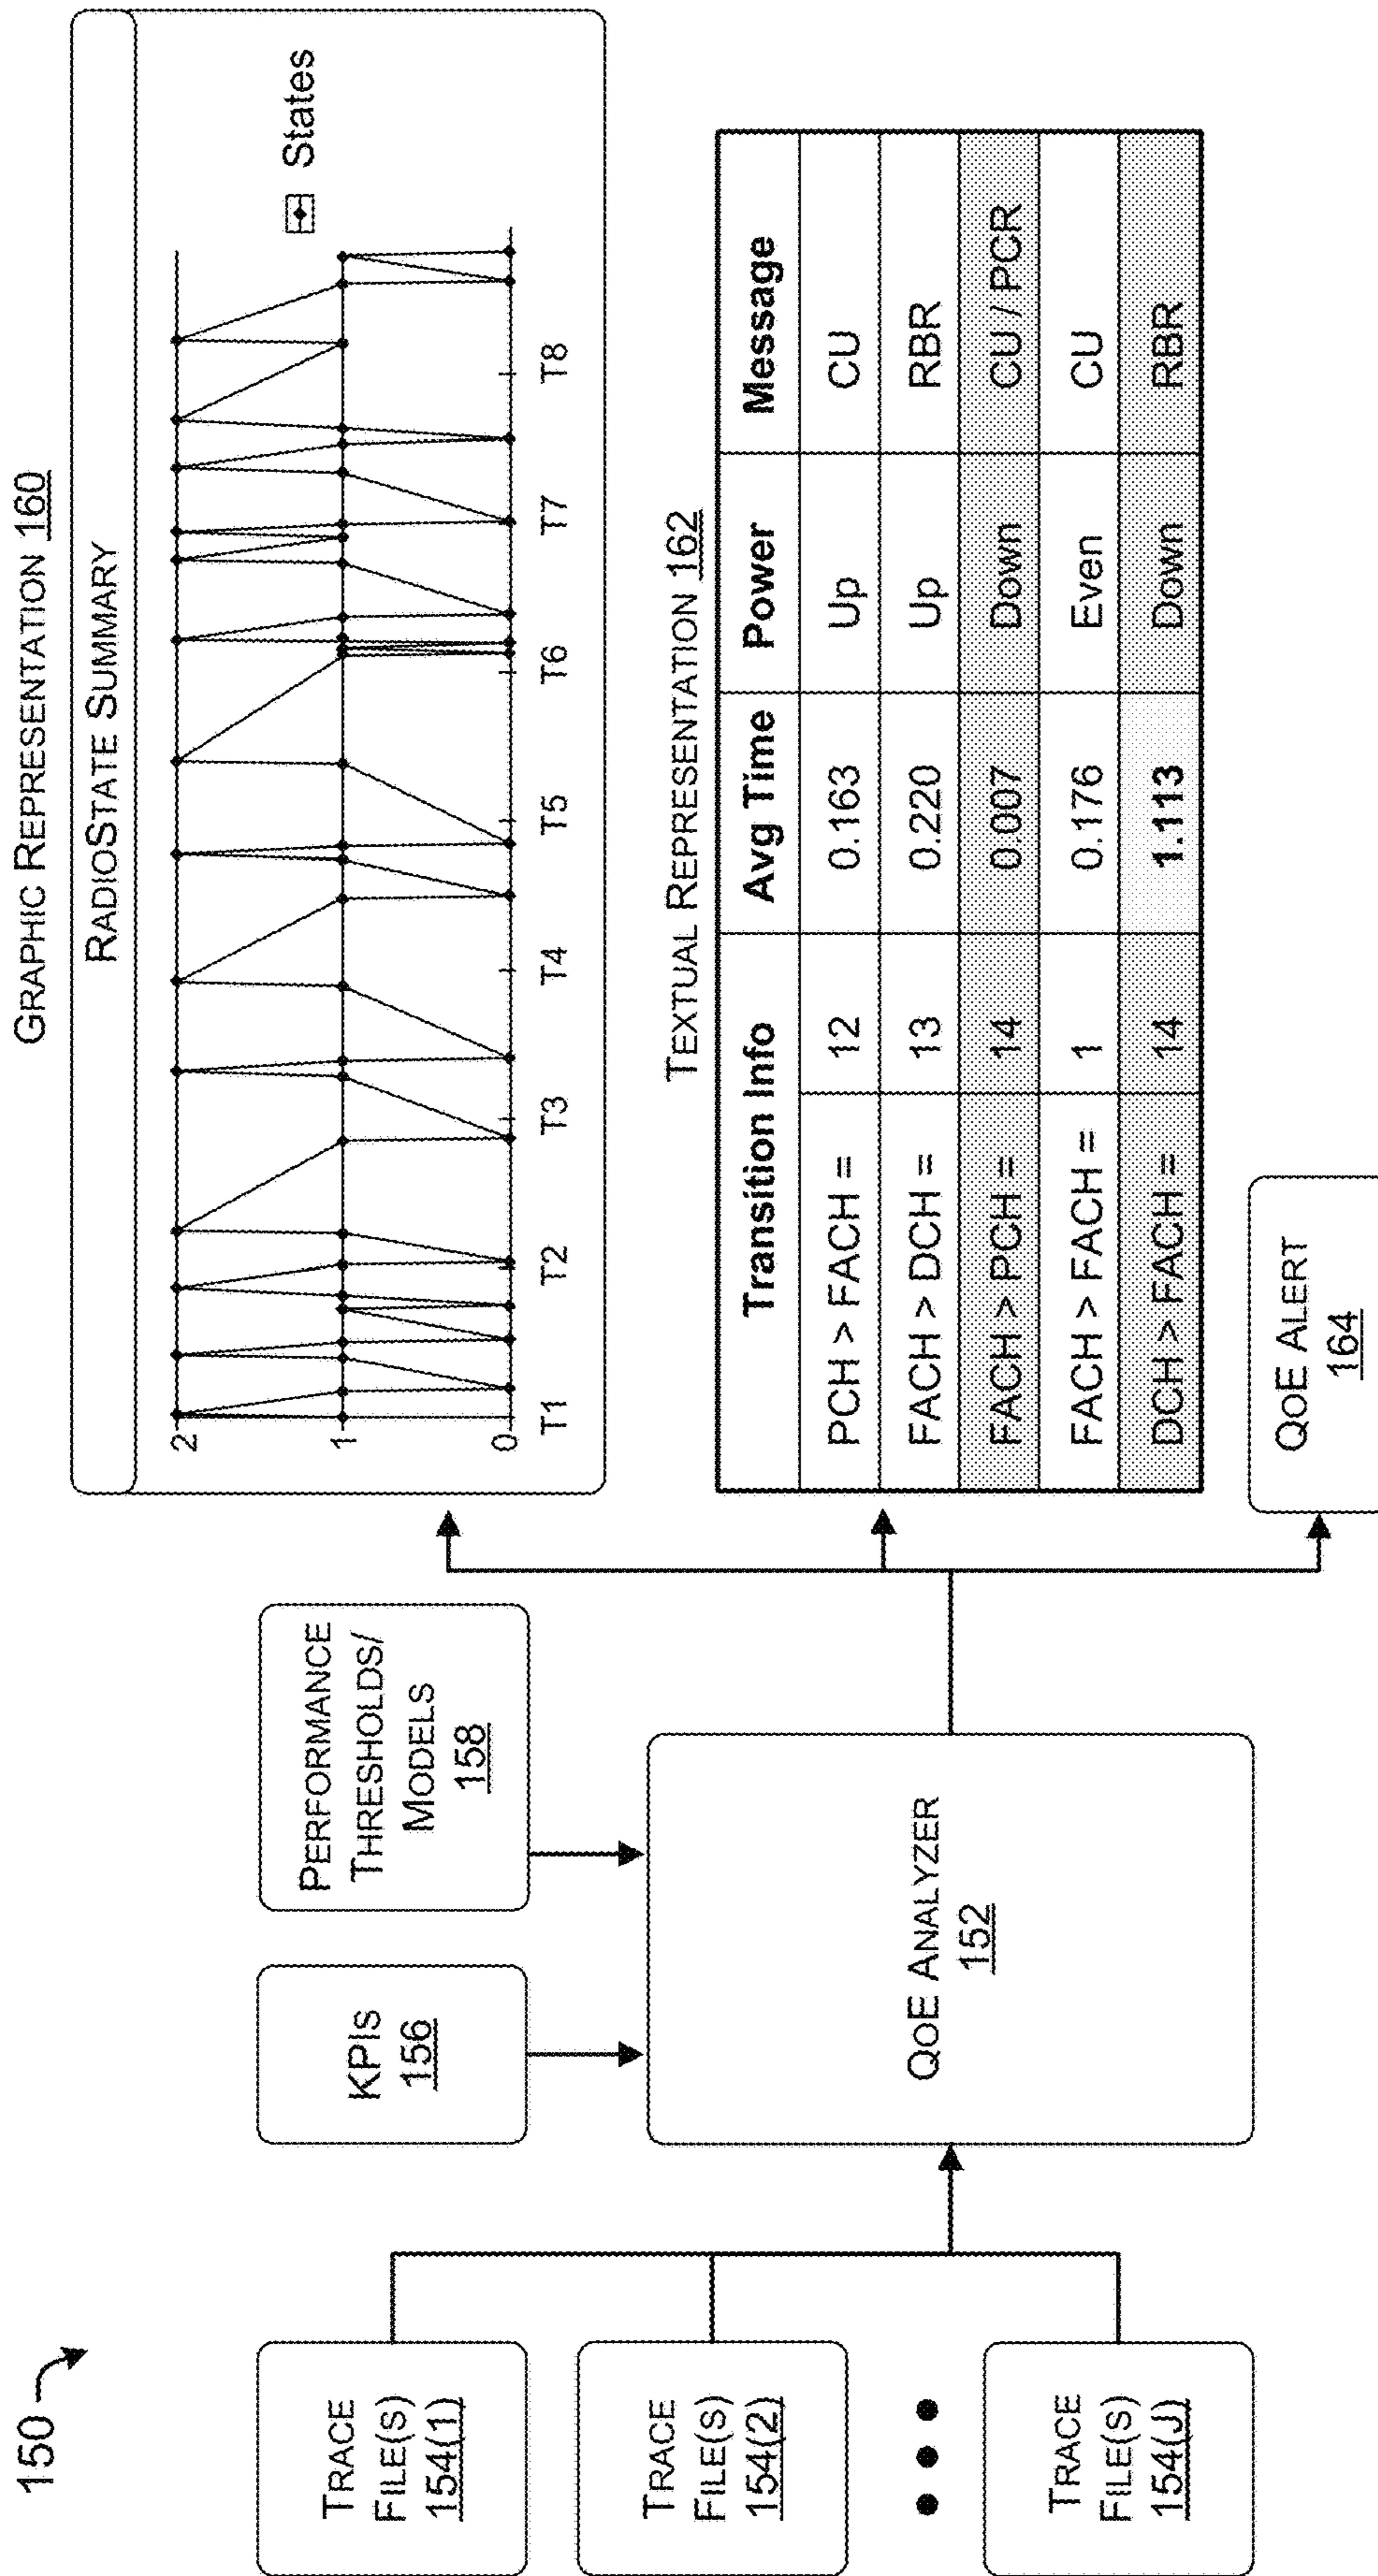 150
TRACE
FILE(S)
154(1)
TRACE
FILE(S)
154(2)
TRACE
FILE(S)
154(J)
KPIS
156
PERFORMANCE
THRESHOLDS/
MODELS
158
QOE ANALYZER
152
GRAPHIC REPRESENTATION 160
RADIOSTATE SUMMARY
2
1
0
T1 T2 T3 T4 T5 T6 T7 T8
States
TEXTUAL REPRESENTATION 162
Transition Info Avg Time Power Message
PCH > FACH = 12 0.163 Up CU
FACH > DCH = 13 0.220 Up RBR
FACH > PCH = 14 0.007 Down CU / PCR
FACH > FACH = 1 0.176 Even CU
DCH > FACH = 14 1.113 Down RBR
QOE ALERT
164